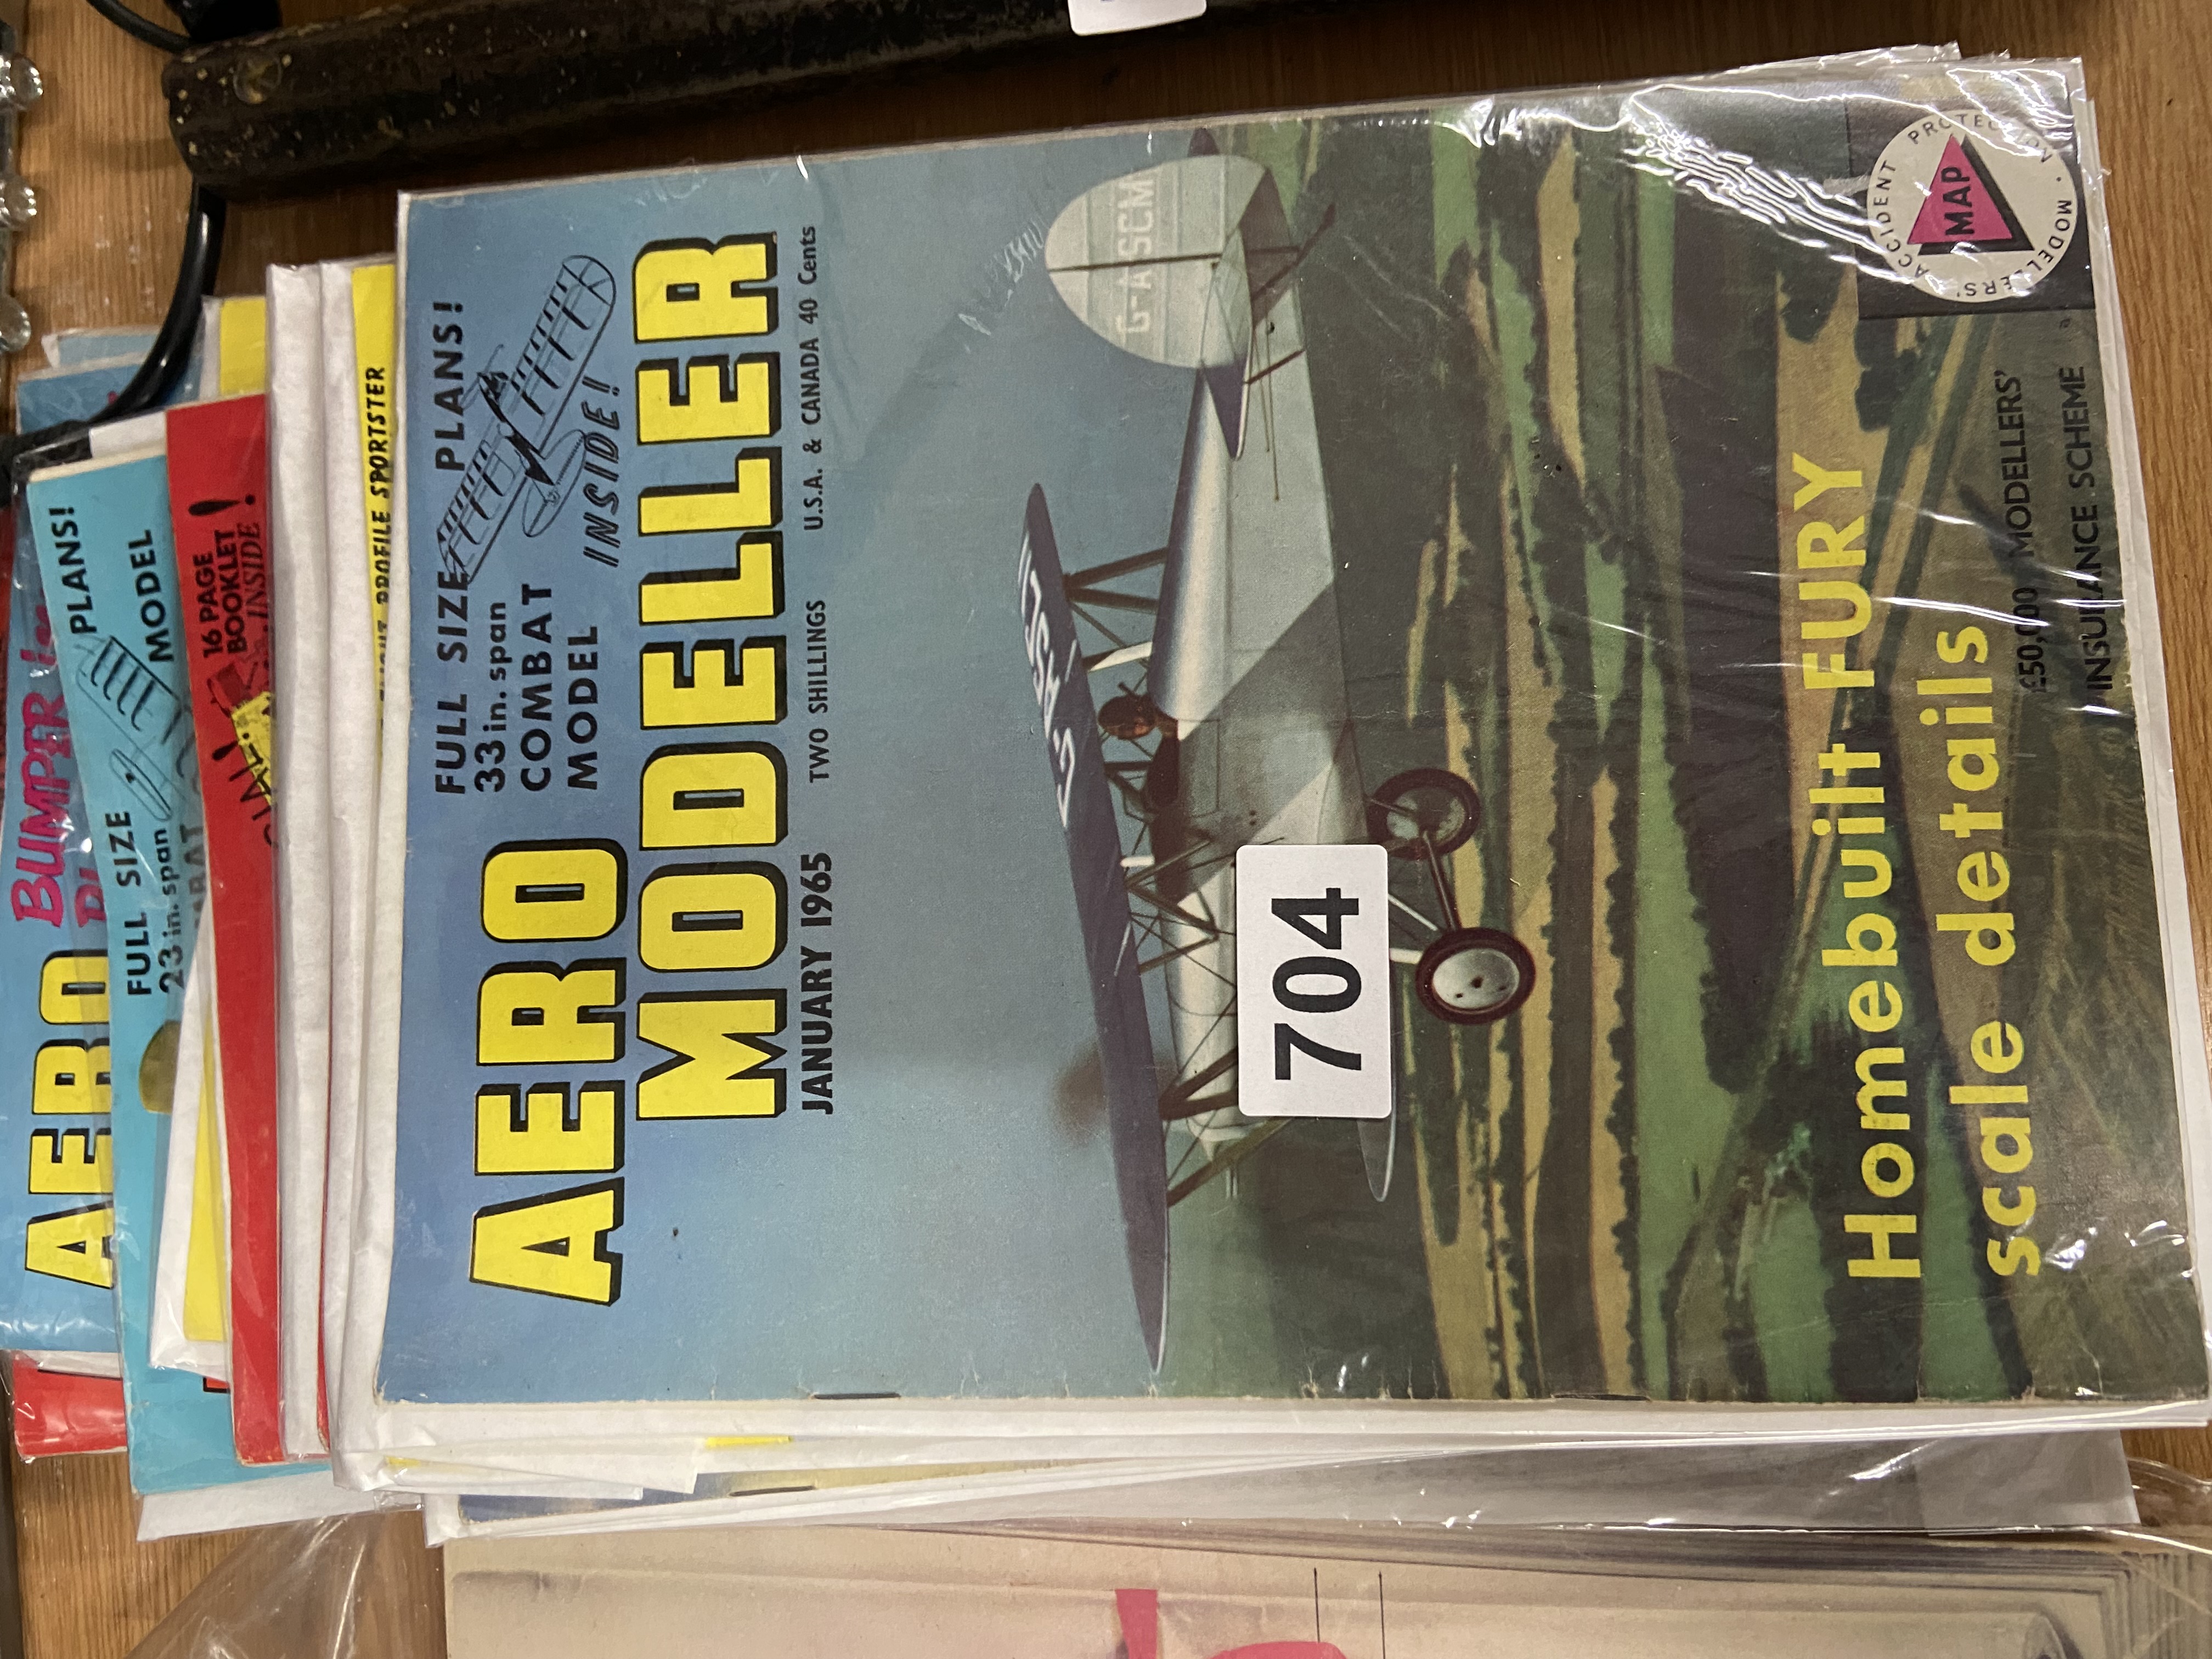 FULL SIZE PLANS!
33 in. span
COMBAT
MODEL
INSIDE!
AERO
MODELLER
JANUARY 1965 TWO SHILLINGS U.S.A. & CANADA 40 Cents
G-ASCM
G-ASCM
704
Homebuilt FURY
scale details
£50,000 MODELLERS'
INSURANCE SCHEME
MODELLERS' ACCIDENT PROTECTION
MAP
PROFILE SPORTSTER
16 PAGE
BOOKLET!
INSIDE
FULL SIZE PLANS!
23 in. span
MODEL
BUMPER
AERO